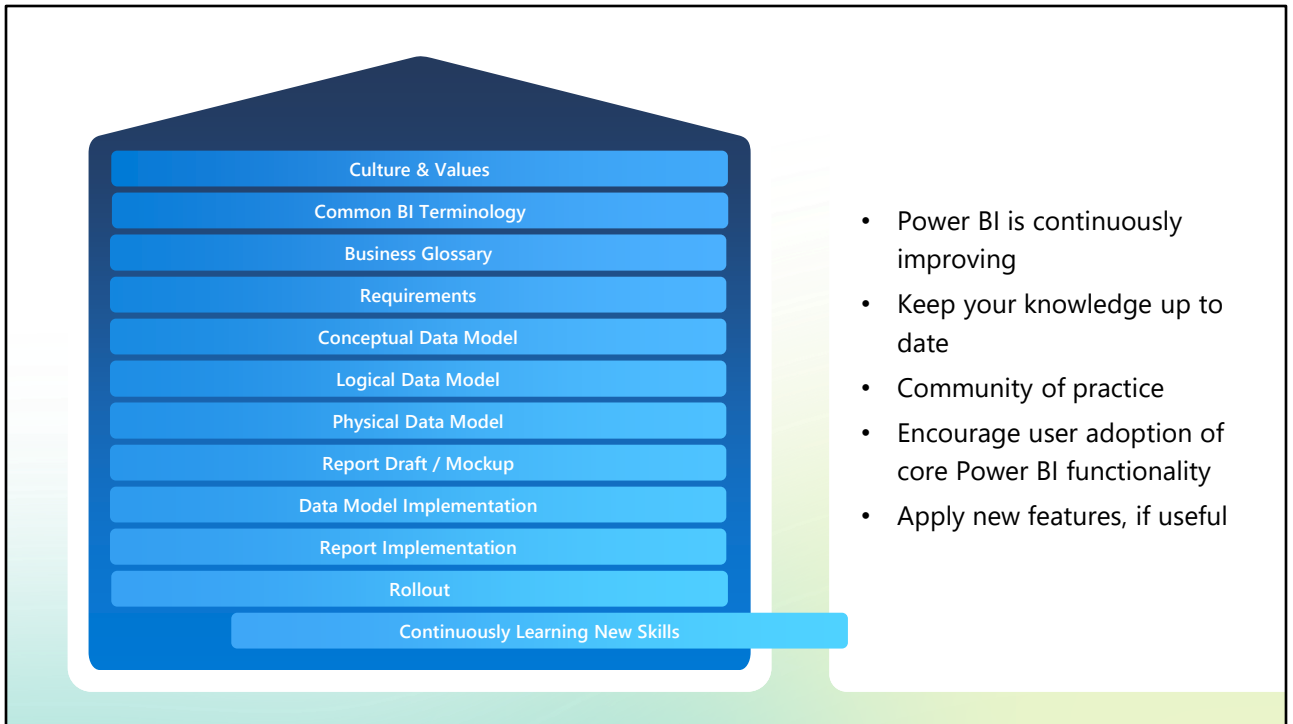 Culture & Values
Common BI Terminology
Business Glossary
Requirements
Conceptual Data Model
Logical Data Model
Physical Data Model
Report Draft / Mockup
Data Model Implementation
Report Implementation
Rollout
Continuously Learning New Skills
• Power BI is continuously
improving
• Keep your knowledge up to
date
• Community of practice
• Encourage user adoption of
core Power BI functionality
• Apply new features, if useful